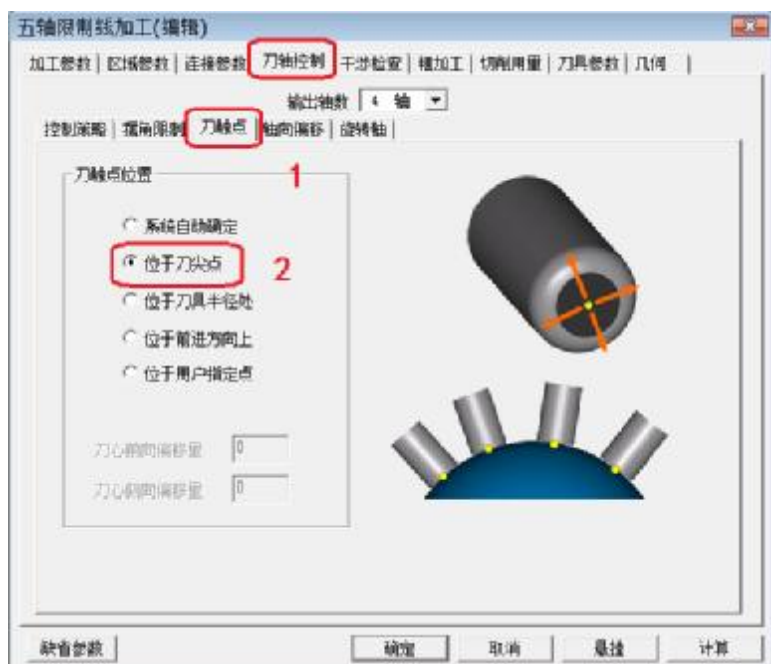 五轴限制线加工(编辑)
加工参数 区域参数 连接参数 刀轴控制 干涉检查 槽加工 切削用量 刀具参数 几何
输出轴数 4 轴
控制策略 摆角限制 刀触点 轴向偏移 旋转轴
1
刀触点位置
系统自动确定
位于刀尖点
2
位于刀具半径处
位于前进方向上
位于用户指定点
刀心前向偏移量 0
刀心侧向偏移量 0
缺省参数 确定 取消 悬挂 计算